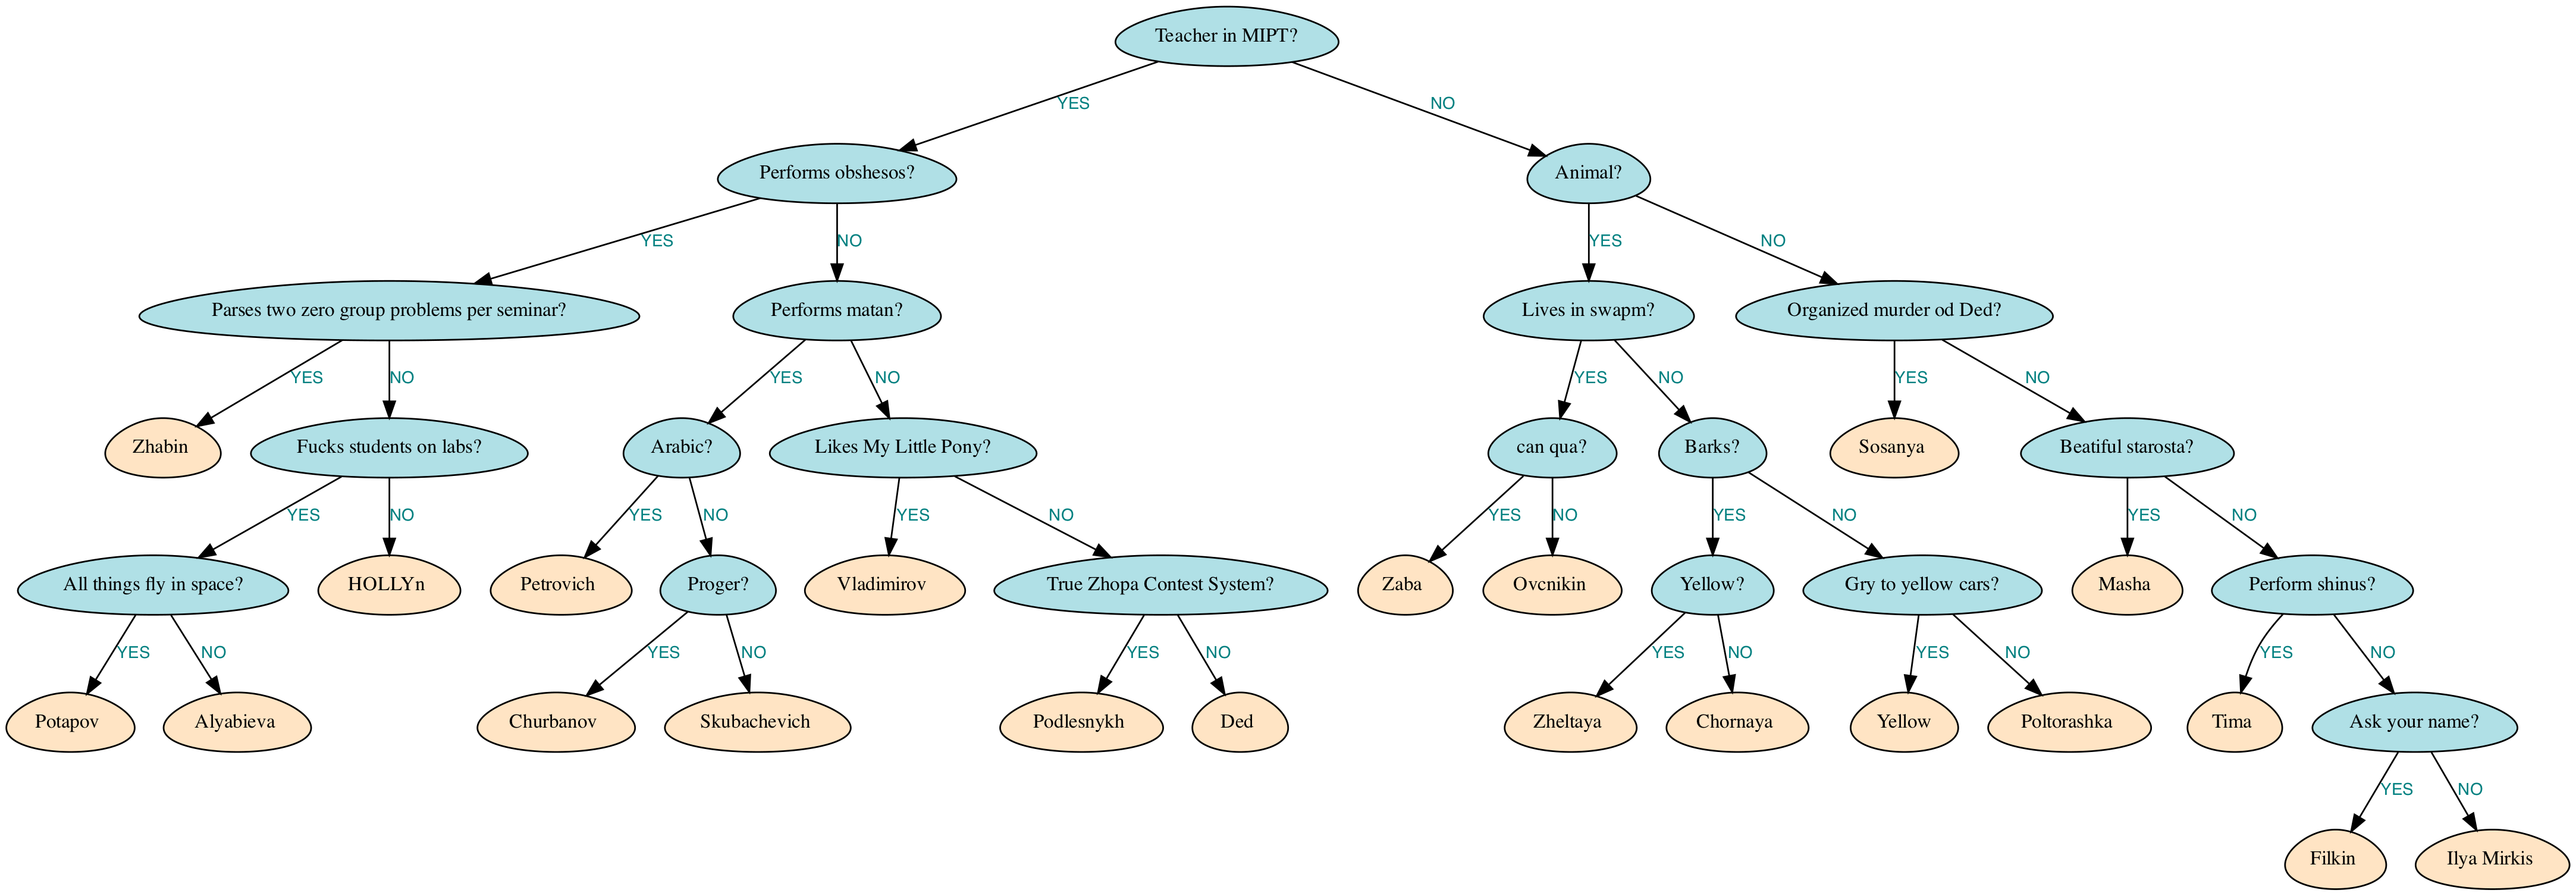 Teacher in MIPT?
YES NO
Performs obshesos? Animal?
YES NO YES NO
Parses two zero group problems per seminar? Performs matan? Lives in swapm? Organized murder od Ded?
YES NO YES NO YES NO YES NO
Zhabin Fucks students on labs? Arabic? Likes My Little Pony? can qua? Barks? Sosanya Beatiful starosta?
YES NO YES NO YES NO YES NO YES NO YES NO
All things fly in space? HOLLYn Petrovich Proger? Vladimirov True Zhopa Contest System? Zaba Ovcnikin Yellow? Gry to yellow cars? Masha Perform shinus?
YES NO YES NO YES NO YES NO YES NO YES NO
Potapov Alyabieva Churbanov Skubachevich Podlesnykh Ded Zheltaya Chornaya Yellow Poltorashka Tima Ask your name?
YES NO
Filkin Ilya Mirkis